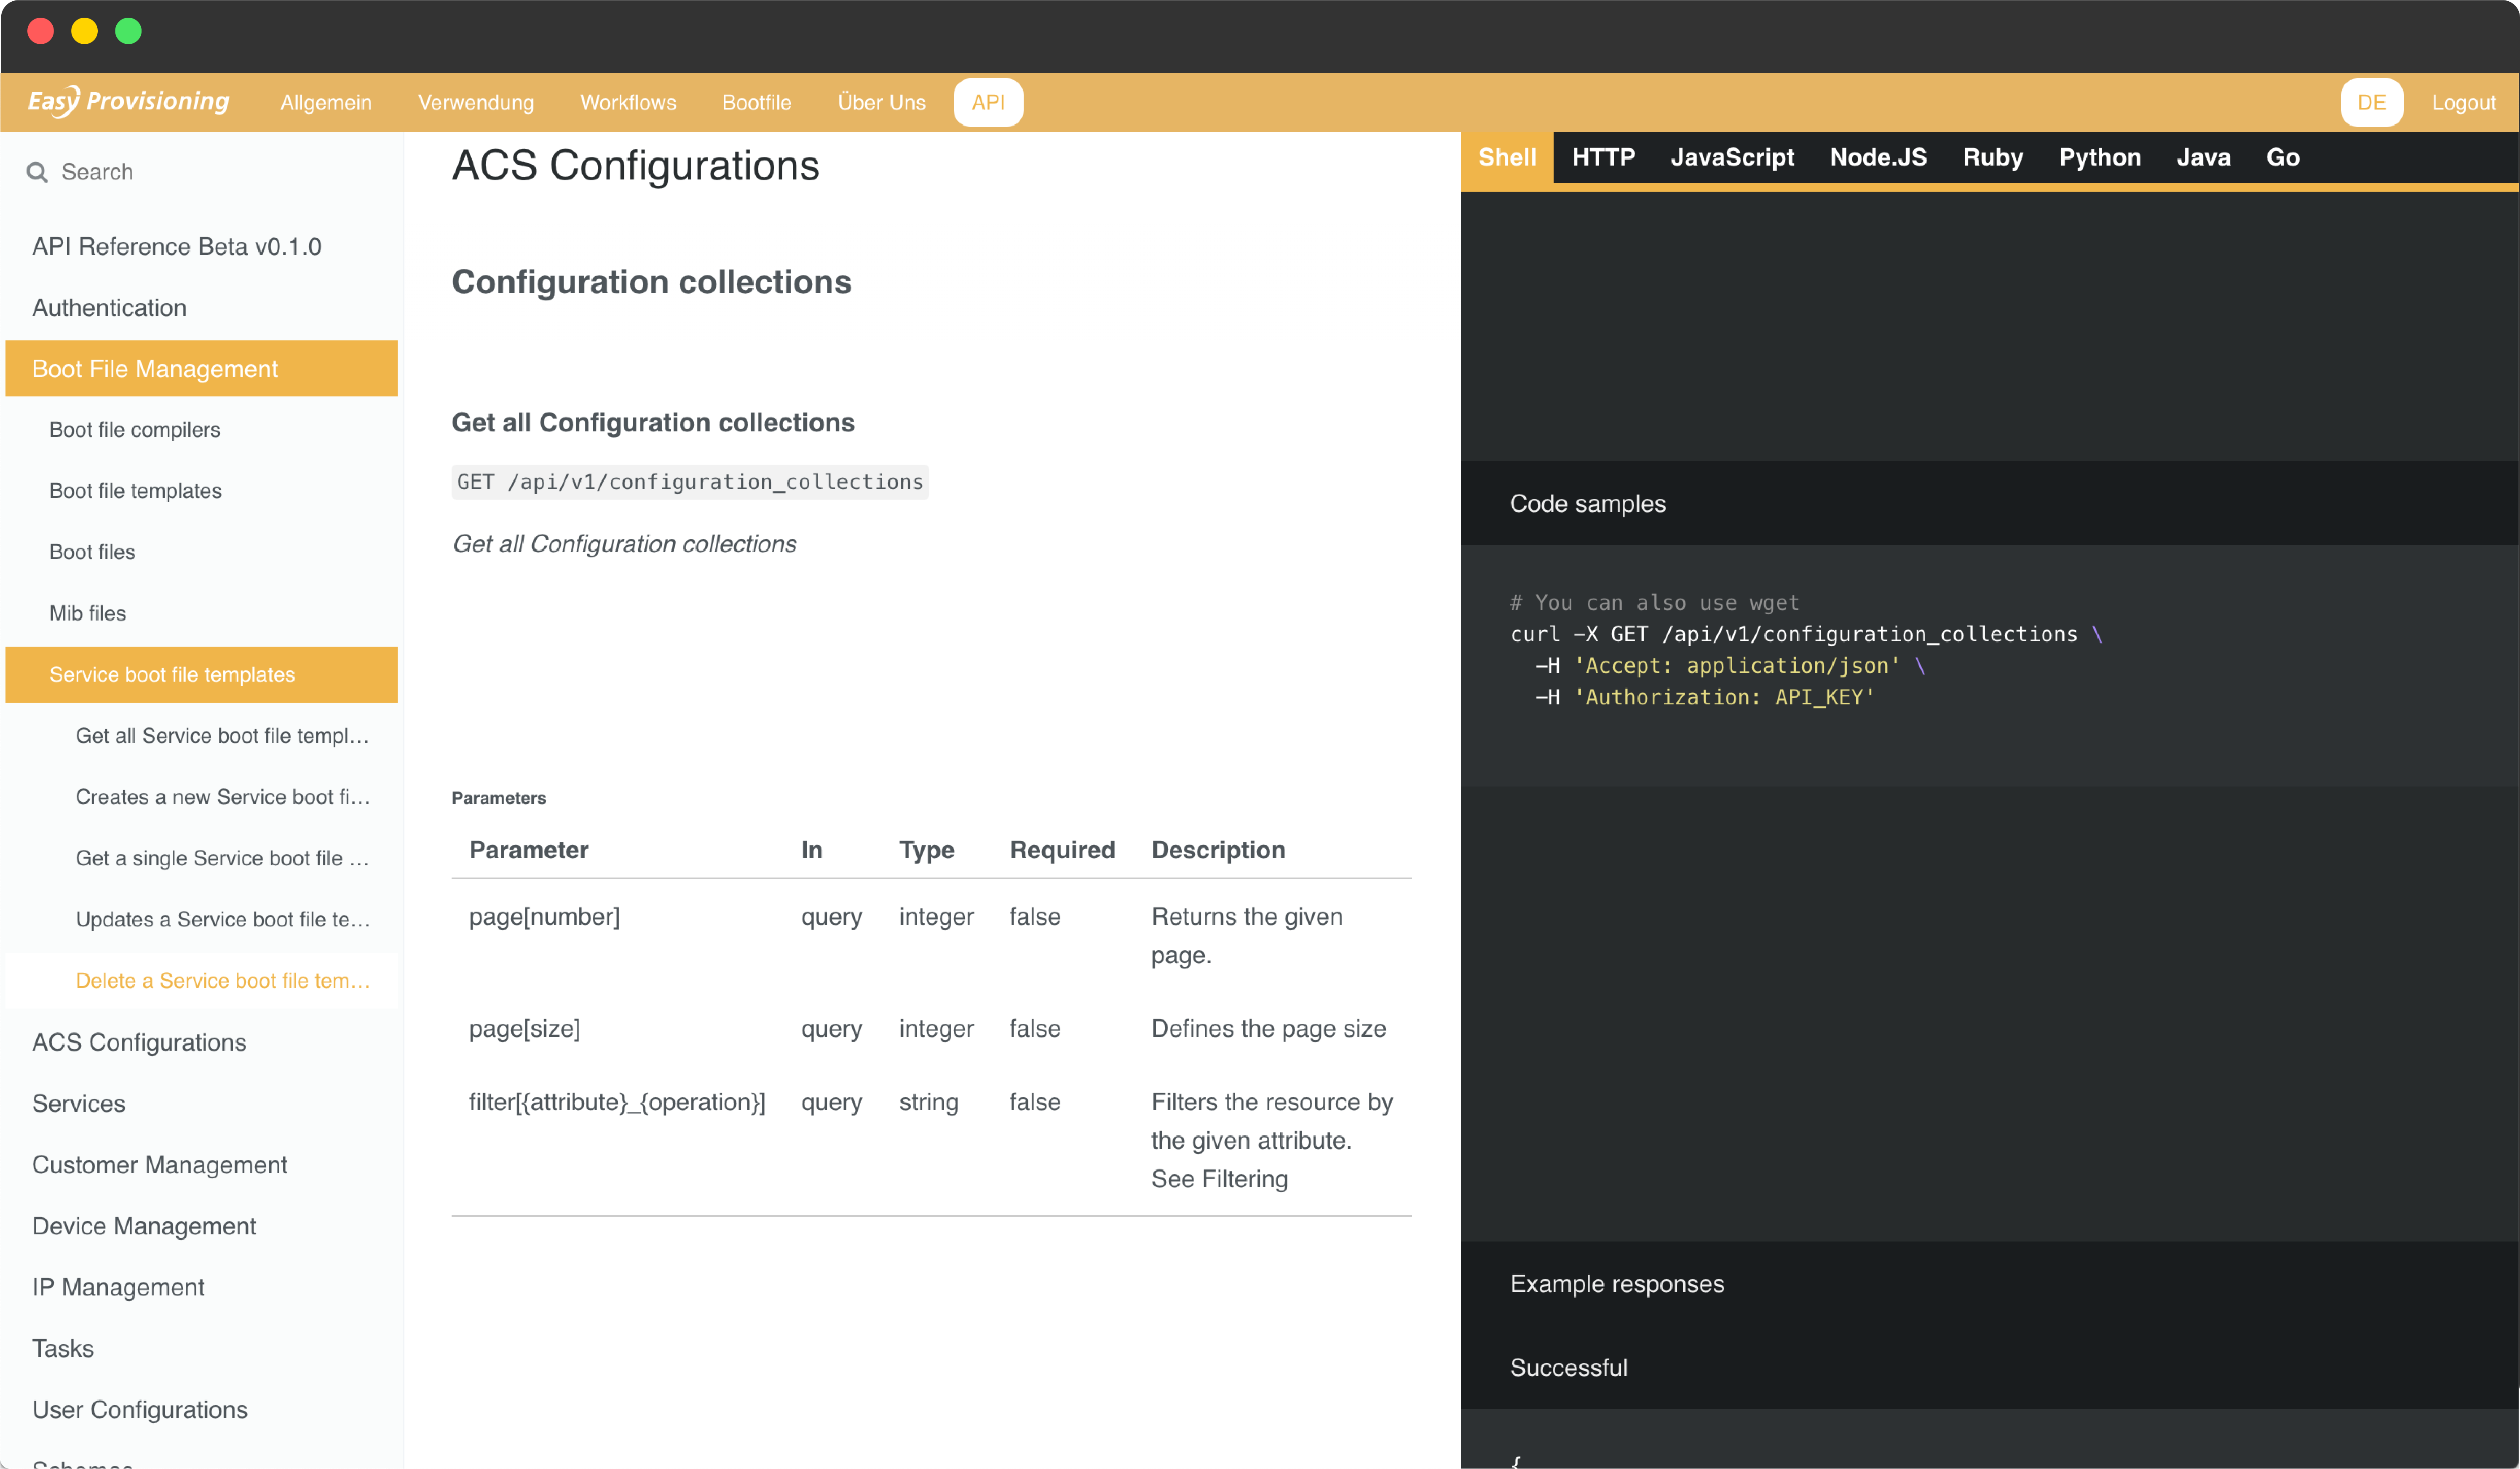 Easy Provisioning Allgemein Verwendung Workflows Bootfile Über Uns API DE Logout
Search
API Reference Beta v0.1.0
Authentication
Boot File Management
Boot file compilers
Boot file templates
Boot files
Mib files
Service boot file templates
Get all Service boot file templ…
Creates a new Service boot fi…
Get a single Service boot file …
Updates a Service boot file te…
Delete a Service boot file tem…
ACS Configurations
Services
Customer Management
Device Management
IP Management
Tasks
User Configurations
Schemas
ACS Configurations
Configuration collections
Get all Configuration collections
GET /api/v1/configuration_collections
Get all Configuration collections
Parameters
Parameter In Type Required Description
page[number] query integer false Returns the given
page.
page[size] query integer false Defines the page size
filter[{attribute}_{operation}] query string false Filters the resource by
the given attribute.
See Filtering
Shell HTTP JavaScript Node.JS Ruby Python Java Go
Code samples
# You can also use wget
curl -X GET /api/v1/configuration_collections \
-H 'Accept: application/json' \
-H 'Authorization: API_KEY'
Example responses
Successful
{